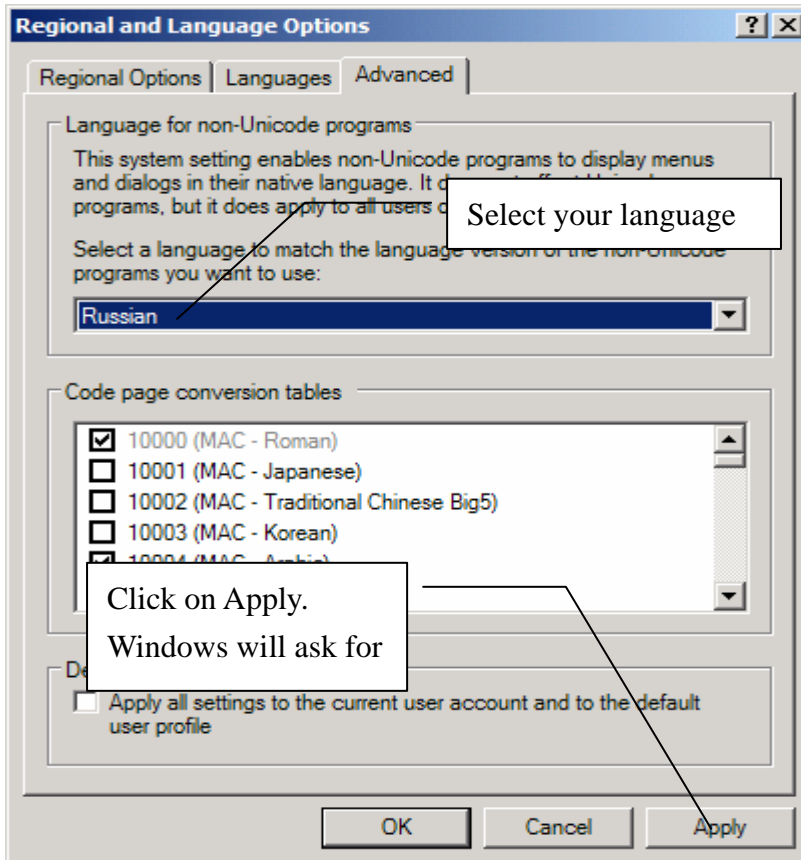 Regional and Language Options
Regional Options Languages Advanced
Language for non-Unicode programs
This system setting enables non-Unicode programs to display menus
and dialogs in their native language. It
programs, but it does apply to all users
Select your language
Select a language to match the language version of the non-Unicode
programs you want to use:
Russian
Code page conversion tables
10000 (MAC - Roman)
10001 (MAC - Japanese)
10002 (MAC - Traditional Chinese Big5)
10003 (MAC - Korean)
10004 (MAC - Arabic)
Click on Apply.
Windows will ask for
Apply all settings to the current user account and to the default
user profile
OK Cancel Apply